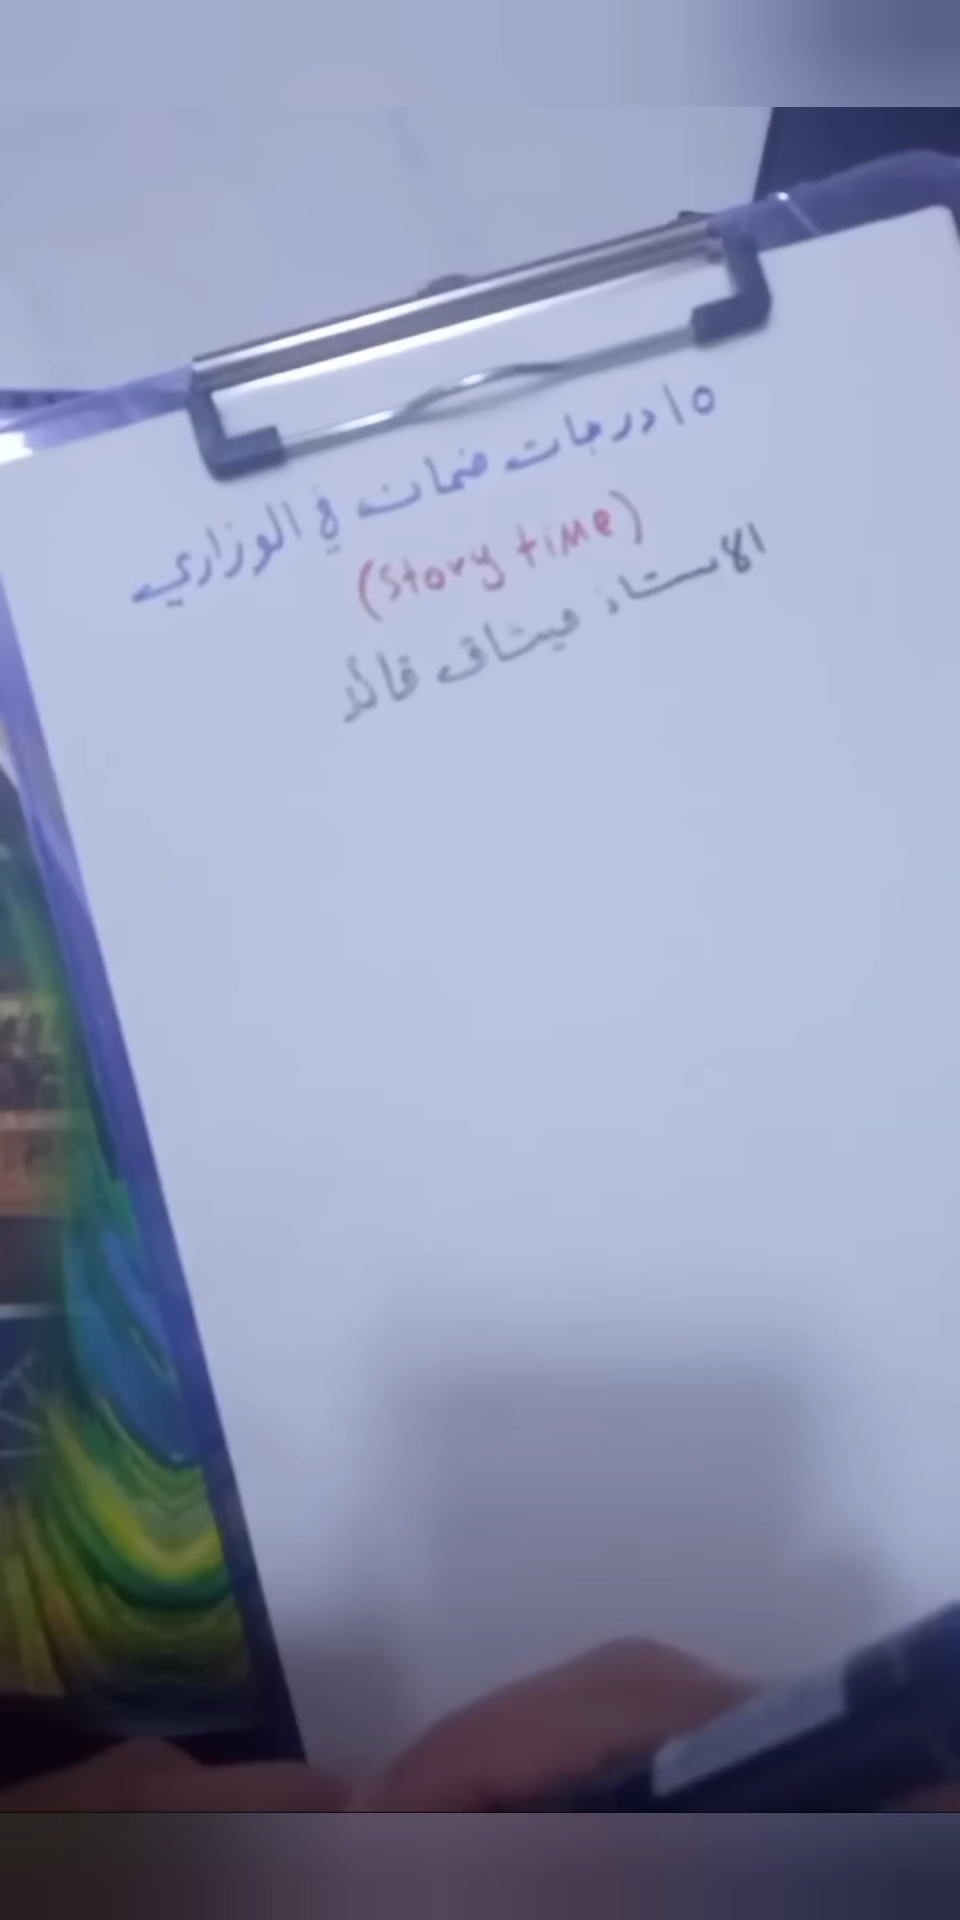 ١٥ درجات ضمان في الوزاري
(Story time)
الاستاذ ميثاق قائد